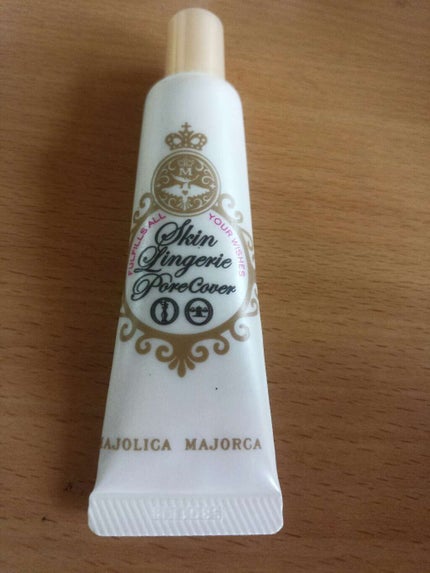 M
FULFILLS ALL
YOUR WISHES
Skin
Lingerie
PoreCover
MAJOLICA MAJORCA